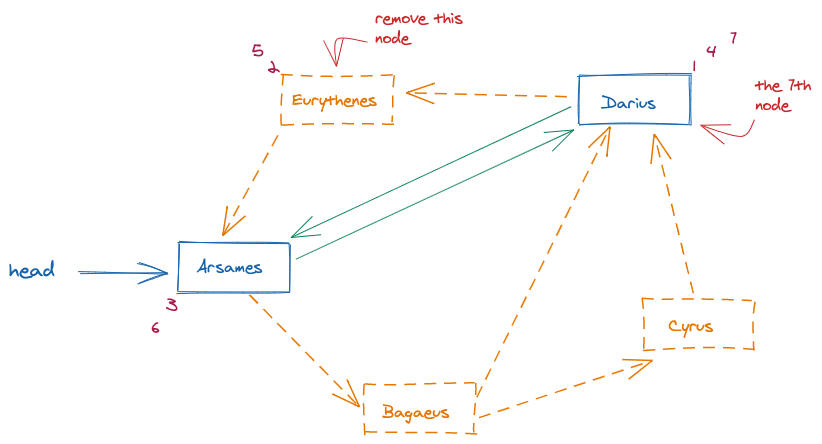 remove this
node
5
2
Eurythenes
7
4
1
Darius
the 7th
node
head
Arsames
3
6
Cyrus
Bagaeus